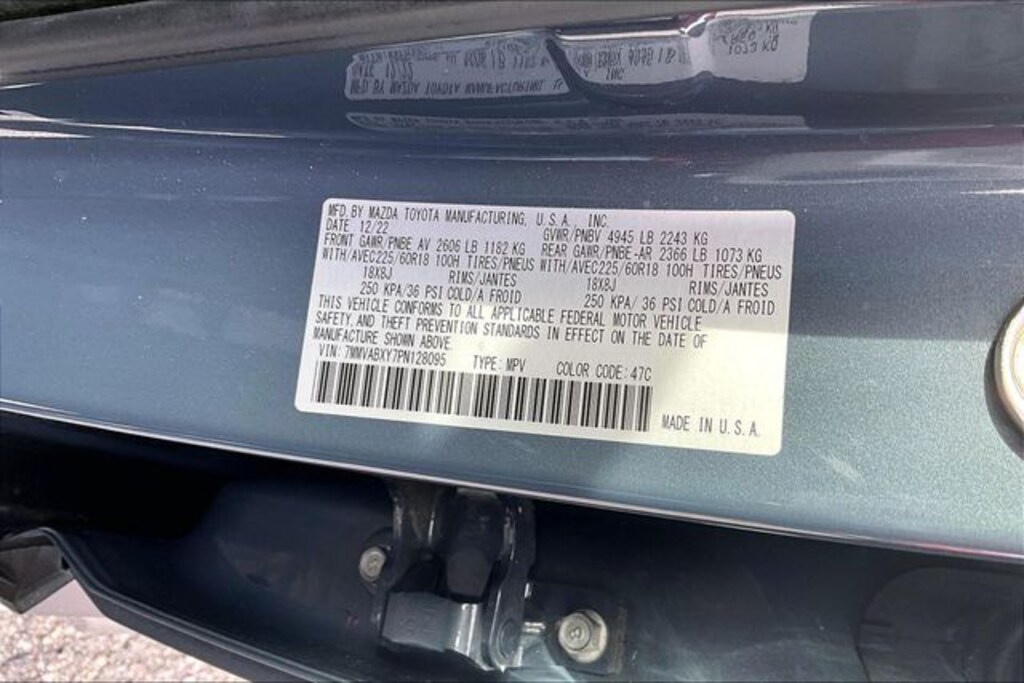 MFD. BY MAZDA TOYOTA MANUFACTURING, U.S.A., INC.
DATE 12/22 GVWR/PNBV 4945 LB 2243 KG
FRONT GAWR/PNBE AV 2606 LB 1182 KG REAR GAWR/PNBE-AR 2366 LB 1073 KG
WITH/AVEC225/60R18 100H TIRES/PNEUS WITH/AVEC225/60R18 100H TIRES/PNEUS
18X8J RIMS/JANTES 18X8J RIMS/JANTES
250 KPA/36 PSI COLD/A FROID 250 KPA/36 PSI COLD/A FROID
THIS VEHICLE CONFORMS TO ALL APPLICABLE FEDERAL MOTOR VEHICLE
SAFETY, AND THEFT PREVENTION STANDARDS IN EFFECT ON THE DATE OF
MANUFACTURE SHOWN ABOVE.
VIN: 7MMVABXY7PN128095 TYPE: MPV COLOR CODE: 47C
MADE IN U.S.A.